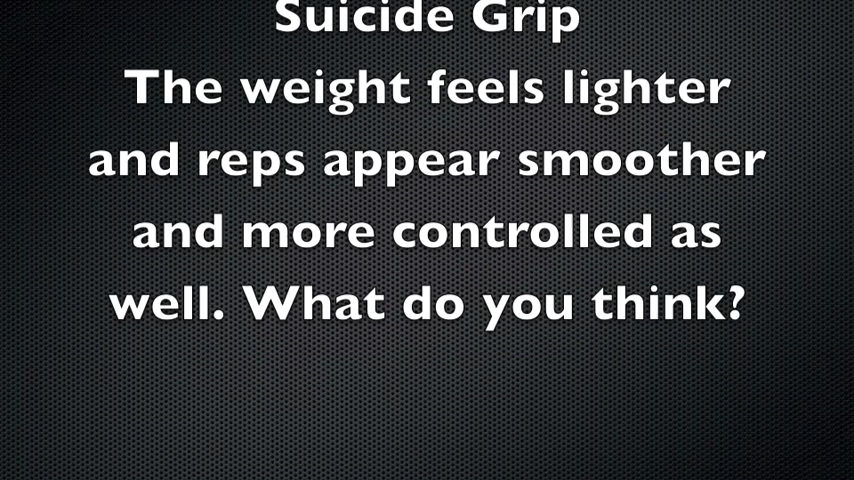 Suicide Grip
The weight feels lighter
and reps appear smoother
and more controlled as
well. What do you think?